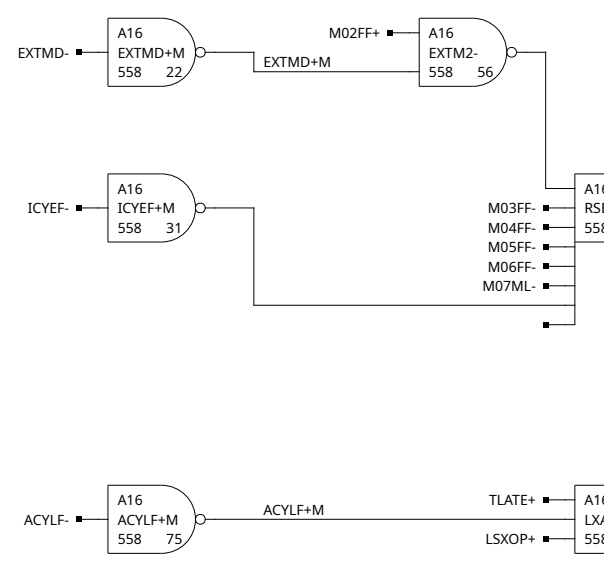 EXTMD-
A16
EXTMD+M
558 22
EXTMD+M
M02FF+
A16
EXTM2-
558 56
ICYEF-
A16
ICYEF+M
558 31
M03FF-
M04FF-
M05FF-
M06FF-
M07ML-
ACYLF-
A16
ACYLF+M
558 75
ACYLF+M
TLATE+
LSXOP+